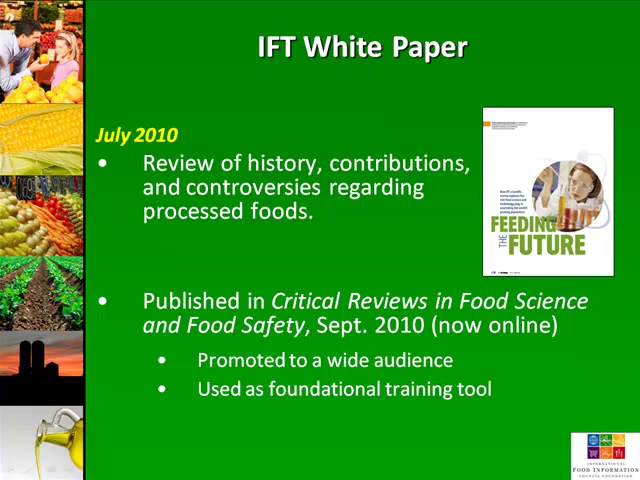 IFT White Paper
July 2010
• Review of history, contributions,
and controversies regarding
processed foods.
FEEDING
THE FUTURE
• Published in Critical Reviews in Food Science
and Food Safety, Sept. 2010 (now online)
• Promoted to a wide audience
• Used as foundational training tool
INTERNATIONAL
FOOD INFORMATION
COUNCIL FOUNDATION